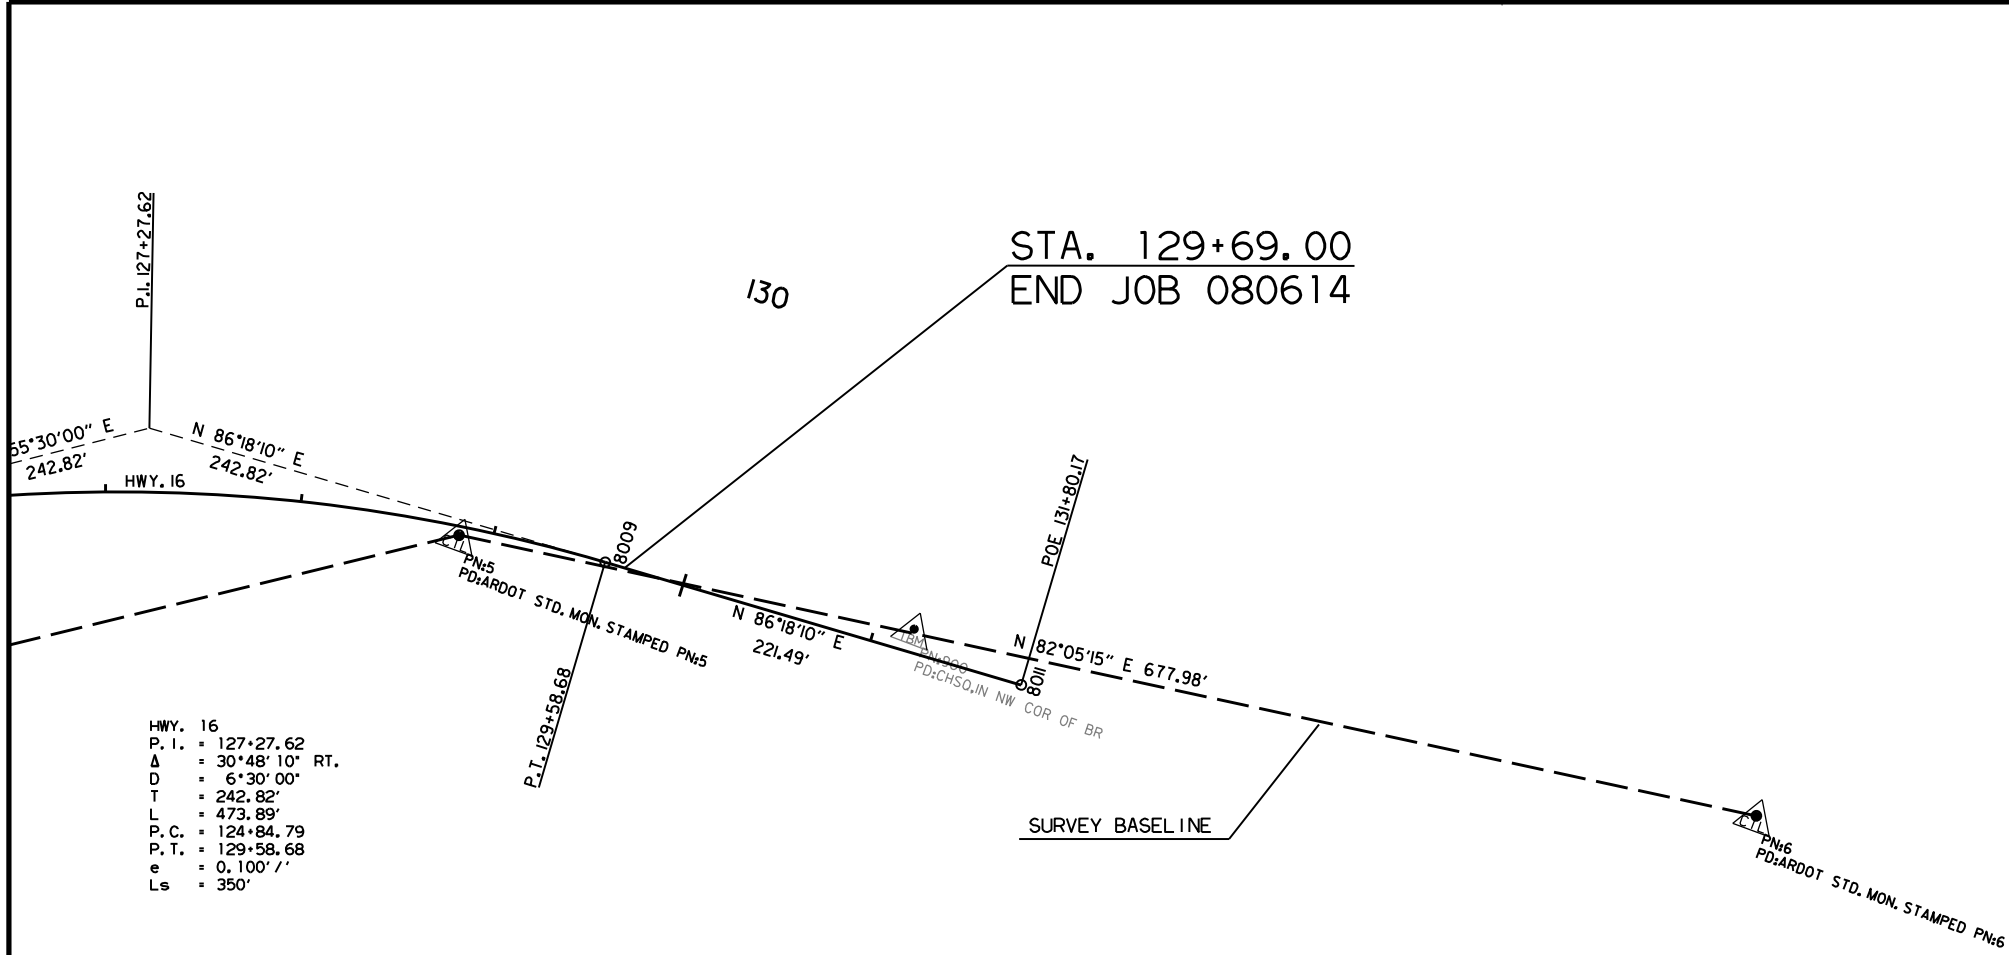 P.I. 127+27.62
STA. 129+69.00
END JOB 080614
130
55°30'00" E
242.82'
N 86°18'10" E
242.82'
HWY. 16
8009
POE 131+80.17
PN:5
PD:ARDOT STD. MON. STAMPED PN:5
CTL
N 86°18'10" E
221.49'
TBM
PN:900
PD:CHSQ.IN NW COR OF BR
N 82°05'15" E 677.98'
8011
P.T. 129+58.68
HWY. 16
P.I. = 127+27.62
Δ = 30°48'10" RT.
D = 6°30'00"
T = 242.82'
L = 473.89'
P.C. = 124+84.79
P.T. = 129+58.68
e = 0.100'/'
Ls = 350'
SURVEY BASELINE
CTL
PN:6
PD:ARDOT STD. MON. STAMPED PN:6